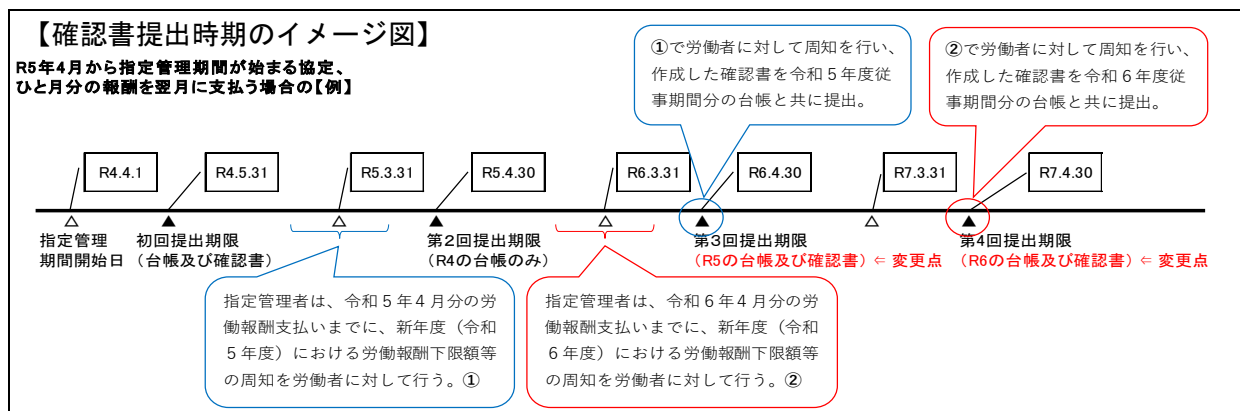 【確認書提出時期のイメージ図】
R5年4月から指定管理期間が始まる協定、
ひと月分の報酬を翌月に支払う場合の【例】
①で労働者に対して周知を行い、
作成した確認書を令和5年度従
事期間分の台帳と共に提出。
②で労働者に対して周知を行い、
作成した確認書を令和6年度従
事期間分の台帳と共に提出。
R4.4.1
R4.5.31
R5.3.31
R5.4.30
R6.3.31
R6.4.30
R7.3.31
R7.4.30
指定管理
期間開始日
初回提出期限
(台帳及び確認書)
第2回提出期限
(R4の台帳のみ)
第3回提出期限
(R5の台帳及び確認書)⇐変更点
第4回提出期限
(R6の台帳及び確認書)⇐変更点
指定管理者は、令和5年4月分の労
働報酬支払いまでに、新年度(令和
5年度)における労働報酬下限額等
の周知を労働者に対して行う。①
指定管理者は、令和6年4月分の労
働報酬支払いまでに、新年度(令和
6年度)における労働報酬下限額等
の周知を労働者に対して行う。②